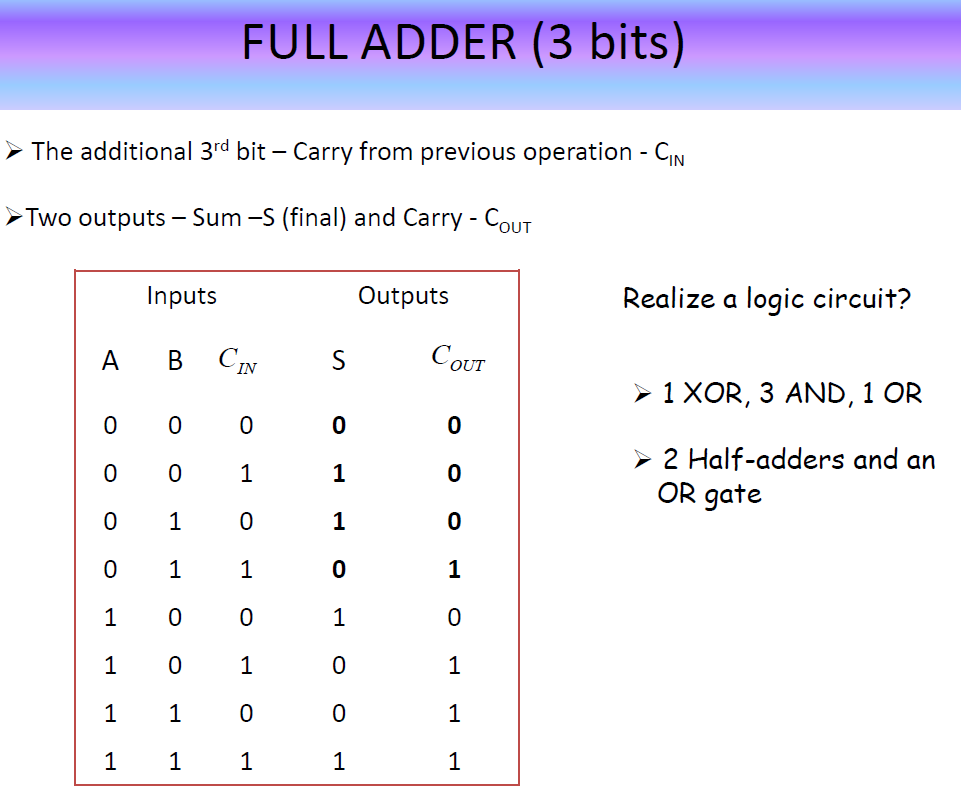 FULL ADDER (3 bits)
➢ The additional 3rd bit – Carry from previous operation - CIN
➢Two outputs – Sum –S (final) and Carry - COUT
Inputs Outputs
A B CIN S COUT
0 0 0 0 0
0 0 1 1 0
0 1 0 1 0
0 1 1 0 1
1 0 0 1 0
1 0 1 0 1
1 1 0 0 1
1 1 1 1 1
Realize a logic circuit?
➢ 1 XOR, 3 AND, 1 OR
➢ 2 Half-adders and an
OR gate